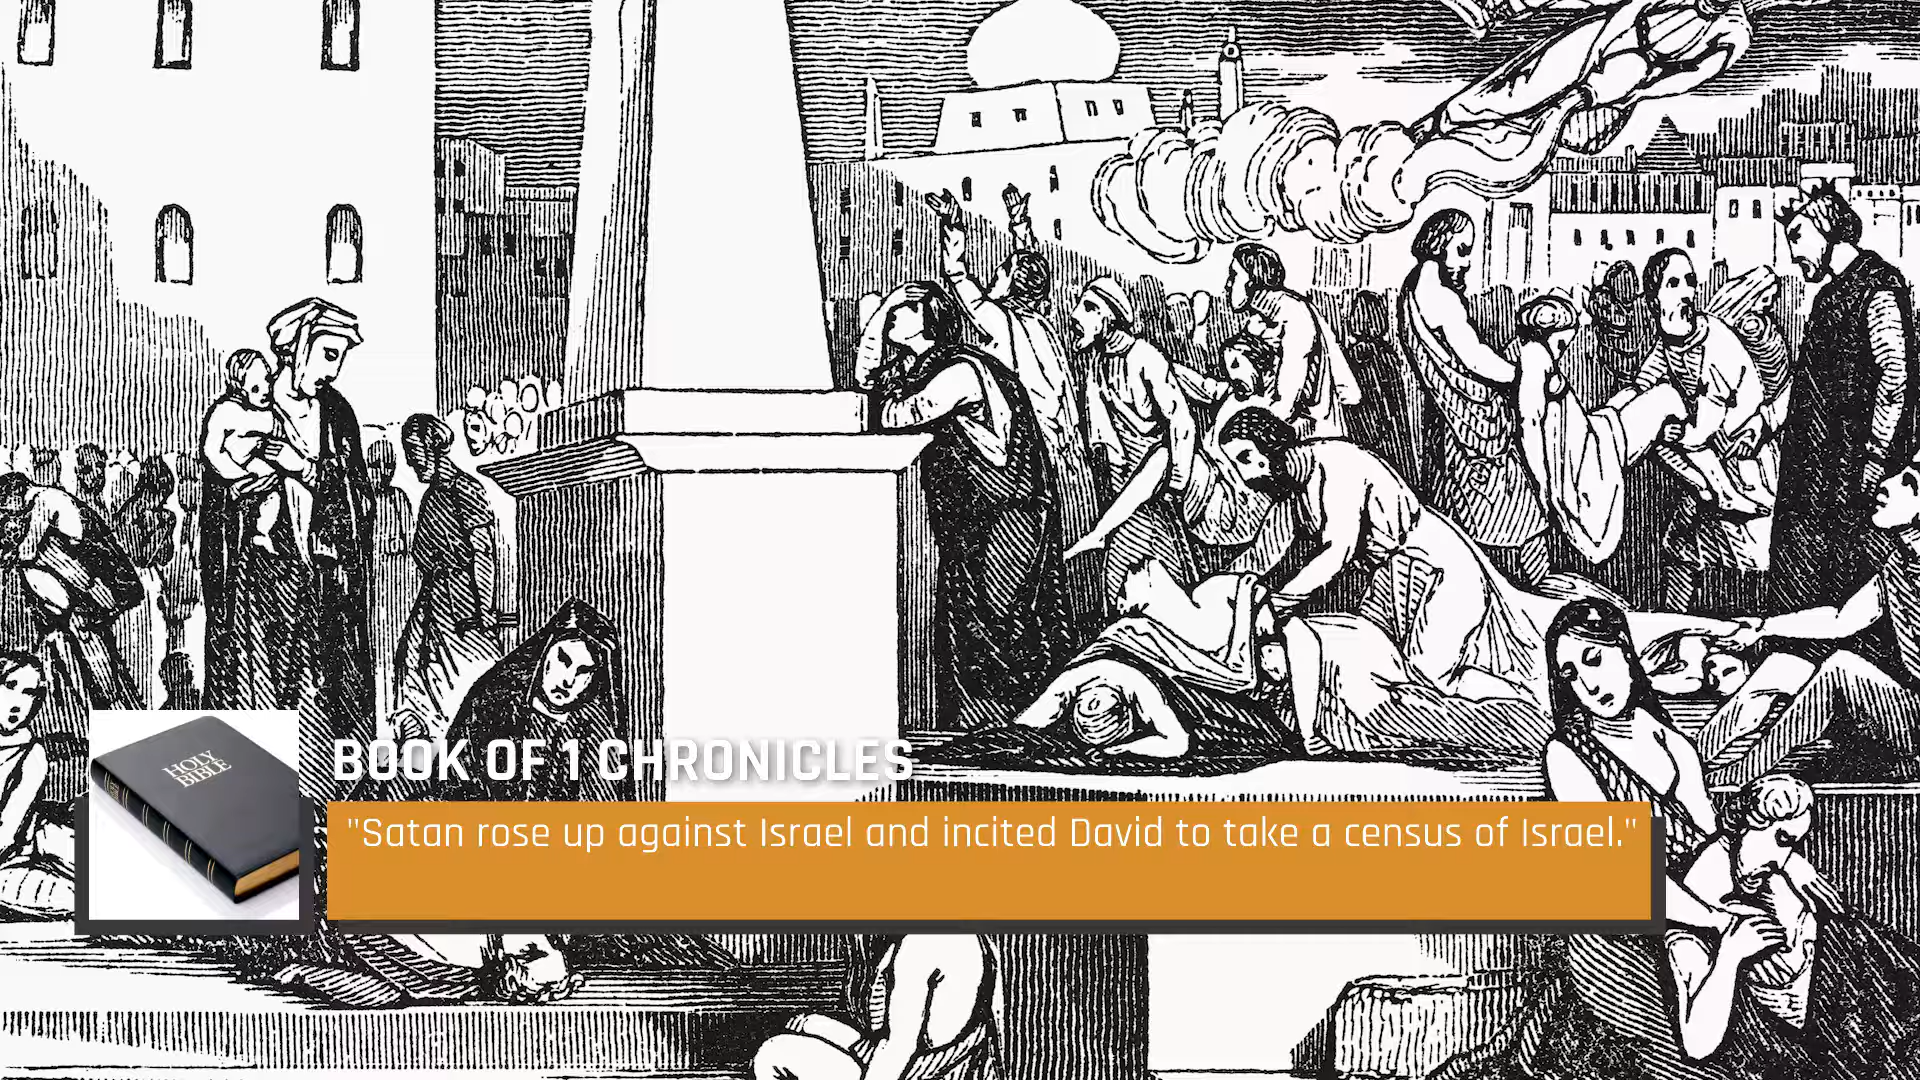 HOLY
BIBLE
BOOK OF 1 CHRONICLES
"Satan rose up against Israel and incited David to take a census of Israel."